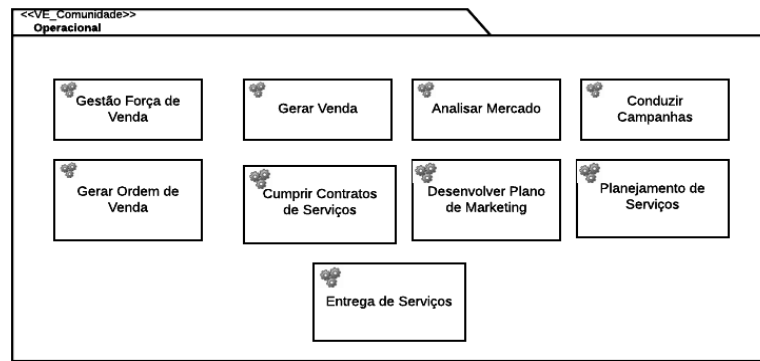 <<VE_Comunidade>>
Operacional
Gestão Força de
Venda
Gerar Venda
Analisar Mercado
Conduzir
Campanhas
Gerar Ordem de
Venda
Cumprir Contratos
de Serviços
Desenvolver Plano
de Marketing
Planejamento de
Serviços
Entrega de Serviços